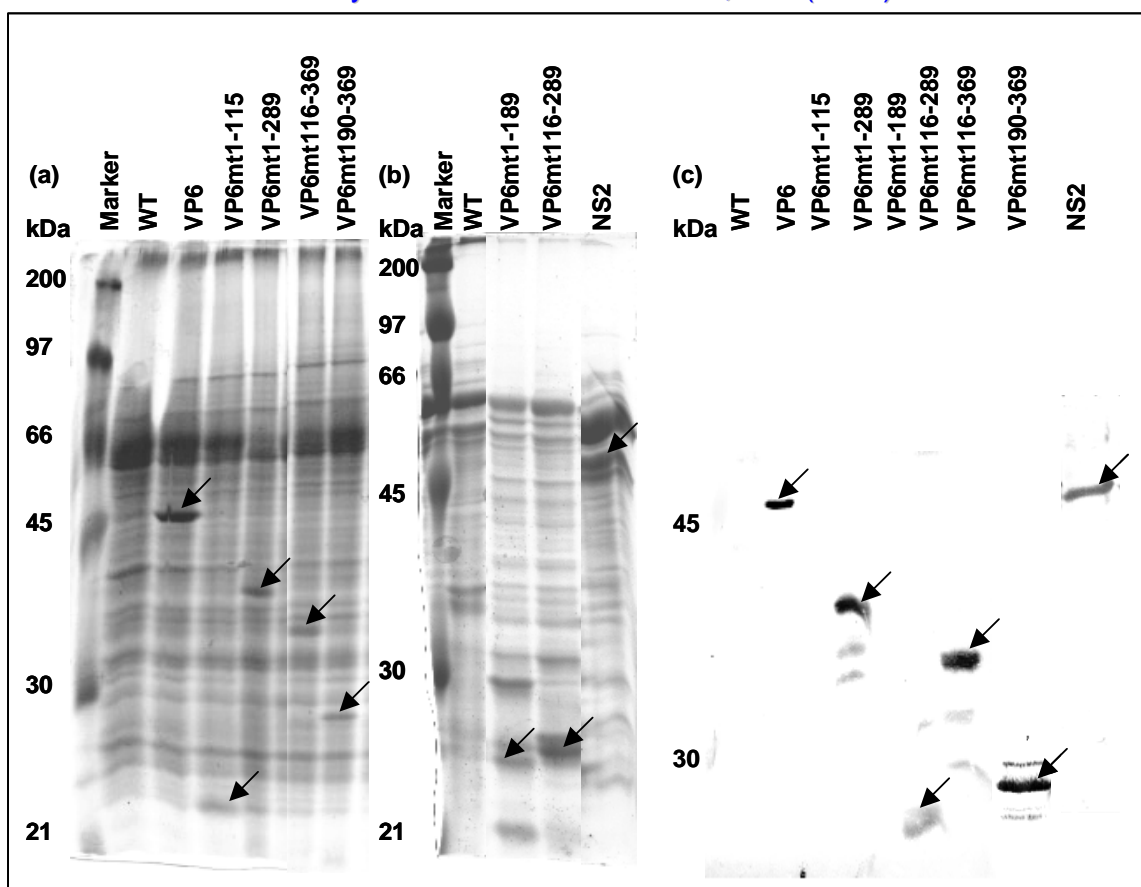 (a)
kDa
Marker
WT
VP6
VP6mt1-115
VP6mt1-289
VP6mt116-369
VP6mt190-369
200
97
66
45
30
21
(b)
kDa
Marker
WT
VP6mt1-189
VP6mt116-289
NS2
200
97
66
45
30
21
(c)
kDa
WT
VP6
VP6mt1-115
VP6mt1-289
VP6mt1-189
VP6mt116-289
VP6mt116-369
VP6mt190-369
NS2
45
30